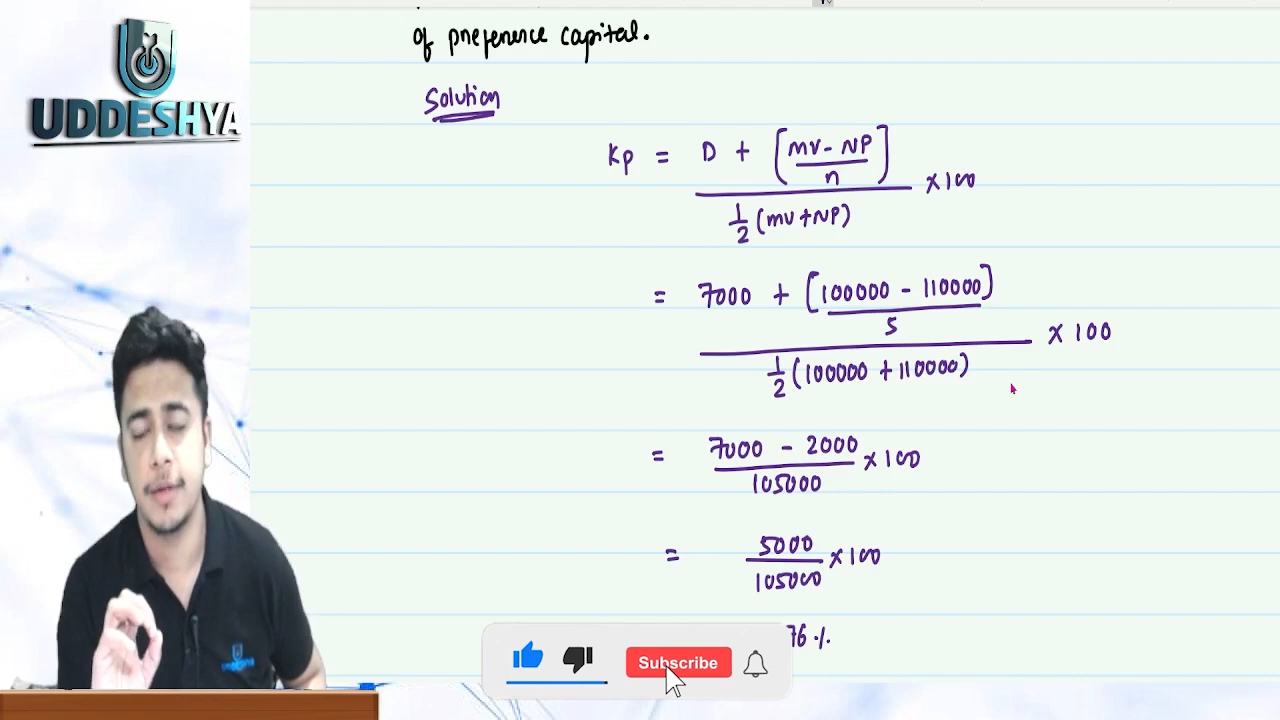 UDDESHYA
of preference capital.
Solution
Kp = D + [mv - NP / n] / ½ (mv + NP) × 100
= 7000 + [100000 - 110000 / 5] / ½ (100000 + 110000) × 100
= 7000 - 2000 / 105000 × 100
= 5000 / 105000 × 100
76 %
Subscribe